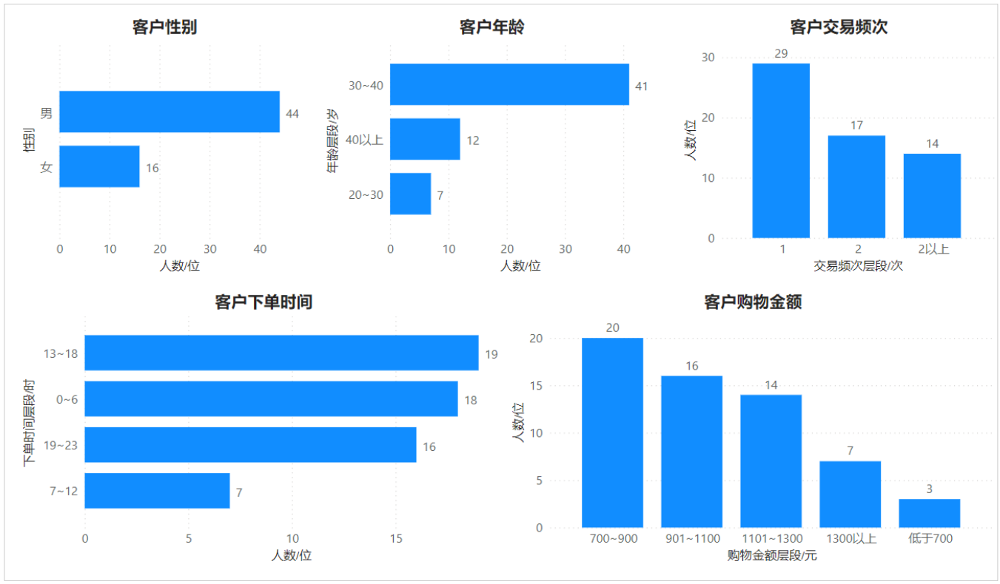 客户性别
性别
男
44
女
16
0 10 20 30 40
人数/位
客户年龄
年龄层段/岁
30~40
41
40以上
12
20~30
7
0 10 20 30 40
人数/位
客户交易频次
人数/位
30
20
10
0
29
17
14
1 2 2以上
交易频次层段/次
客户下单时间
下单时间层段/时
13~18
19
0~6
18
19~23
16
7~12
7
0 5 10 15
人数/位
客户购物金额
人数/位
20
15
10
5
0
20
16
14
7
3
700~900 901~1100 1101~1300 1300以上 低于700
购物金额层段/元